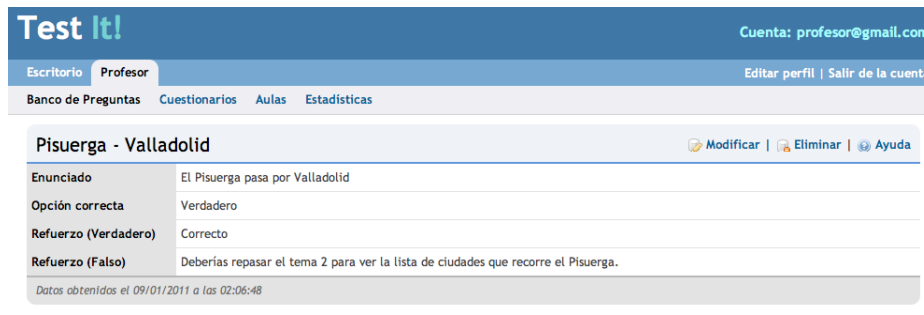 Test It!
Cuenta: profesor@gmail.com
Escritorio Profesor
Editar perfil | Salir de la cuent
Banco de Preguntas Cuestionarios Aulas Estadísticas
Pisuerga - Valladolid
Modificar | Eliminar | Ayuda
Enunciado El Pisuerga pasa por Valladolid
Opción correcta Verdadero
Refuerzo (Verdadero) Correcto
Refuerzo (Falso) Deberías repasar el tema 2 para ver la lista de ciudades que recorre el Pisuerga.
Datos obtenidos el 09/01/2011 a las 02:06:48